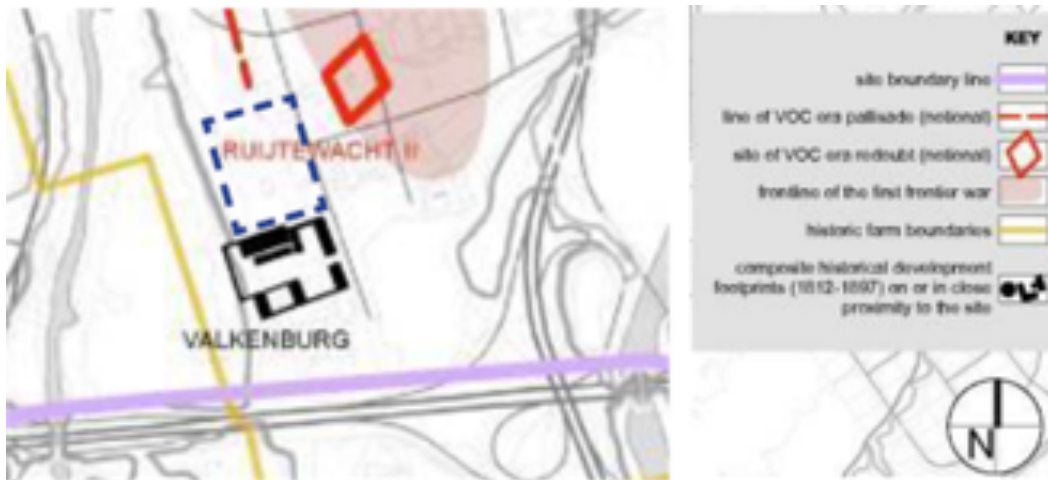 RUIJTEWACHT II
VALKENBURG
KEY
site boundary line
line of VOC era pallisade (notional)
site of VOC era redoubt (notional)
frontline of the first frontier war
historic farm boundaries
composite historical development
footprints (1812-1897) on or in close
proximity to the site
N